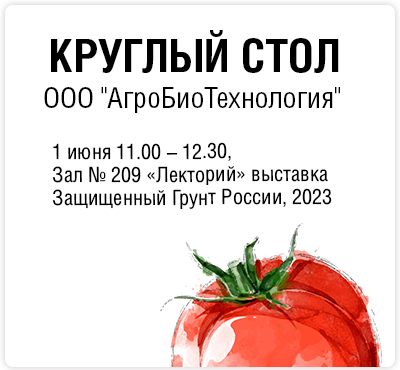 КРУГЛЫЙ СТОЛ
ООО "АгроБиоТехнология"
1 июня 11.00 – 12.30,
Зал № 209 «Лекторий» выставка
Защищенный Грунт России, 2023